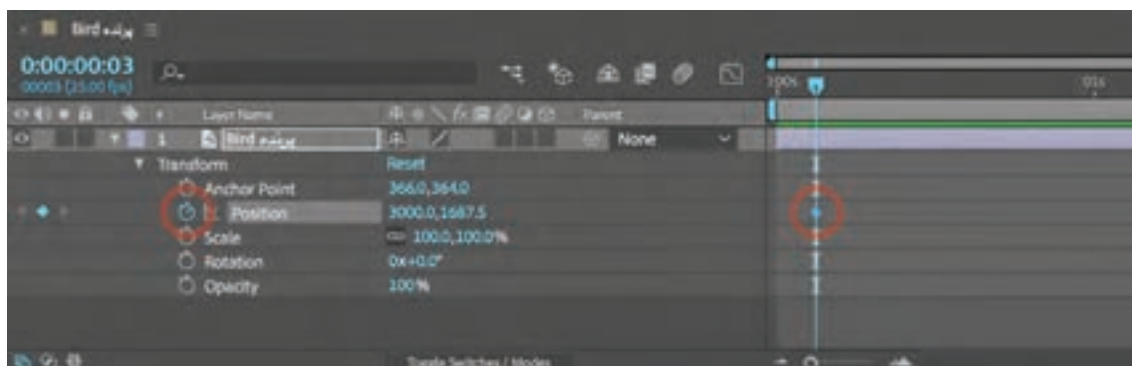 Bird پرنده
0:00:00:03
00003 (25.00 fps)
:00s 01s
# Layer Name Parent
1 Bird پرنده None
Transform Reset
Anchor Point 366.0,364.0
Position 3000.0,1687.5
Scale 100.0,100.0%
Rotation 0x+0.0°
Opacity 100%
Toggle Switches / Modes